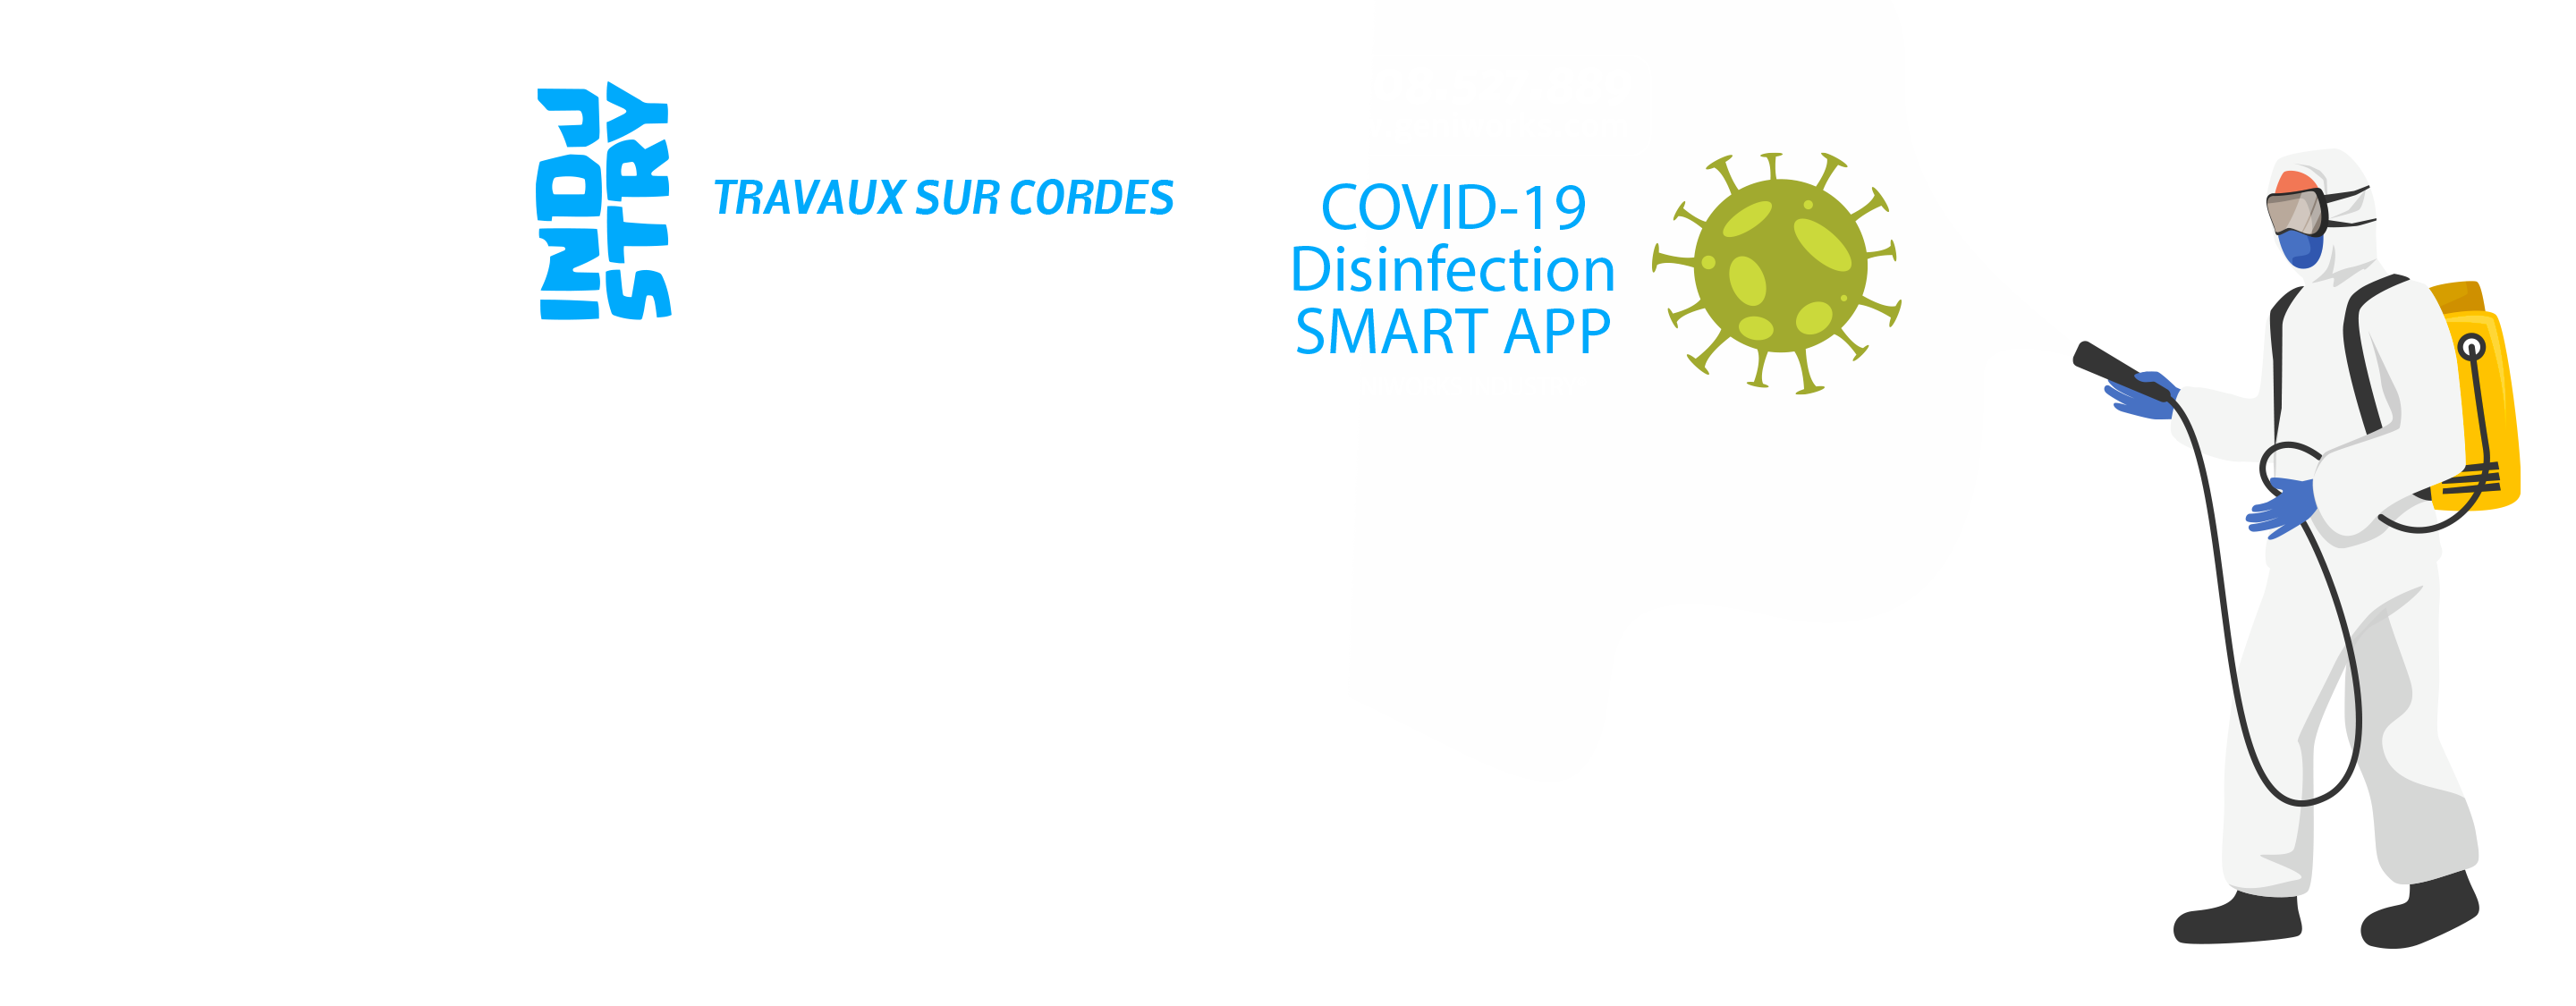 INDU
STRY
TRAVAUX SUR CORDES
COVID-19
Disinfection
SMART APP